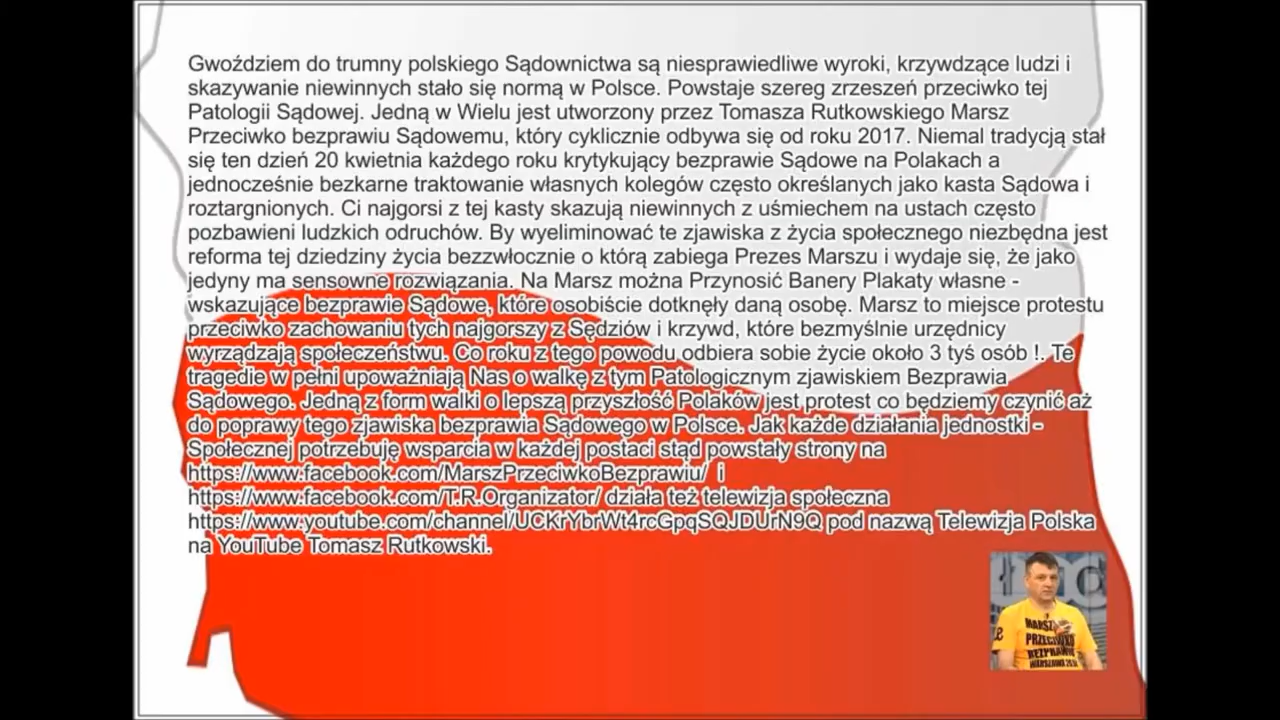 Gwoździem do trumny polskiego Sądownictwa są niesprawiedliwe wyroki, krzywdzące ludzi i
skazywanie niewinnych stało się normą w Polsce. Powstaje szereg zrzeszeń przeciwko tej
Patologii Sądowej. Jedną w Wielu jest utworzony przez Tomasza Rutkowskiego Marsz
Przeciwko bezprawiu Sądowemu, który cyklicznie odbywa się od roku 2017. Niemal tradycją stał
się ten dzień 20 kwietnia każdego roku krytykujący bezprawie Sądowe na Polakach a
jednocześnie bezkarne traktowanie własnych kolegów często określanych jako kasta Sądowa i
roztargnionych. Ci najgorsi z tej kasty skazują niewinnych z uśmiechem na ustach często
pozbawieni ludzkich odruchów. By wyeliminować te zjawiska z życia społecznego niezbędna jest
reforma tej dziedziny życia bezzwłocznie o którą zabiega Prezes Marszu i wydaje się, że jako
jedyny ma sensowne rozwiązania. Na Marsz można Przynosić Banery Plakaty własne -
wskazujące bezprawie Sądowe, które osobiście dotknęły daną osobę. Marsz to miejsce protestu
przeciwko zachowaniu tych najgorszy z Sędziów i krzywd, które bezmyślnie urzędnicy
wyrządzają społeczeństwu. Co roku z tego powodu odbiera sobie życie około 3 tyś osób !. Te
tragedie w pełni upoważniają Nas o walkę z tym Patologicznym zjawiskiem Bezprawia
Sądowego. Jedną z form walki o lepszą przyszłość Polaków jest protest co będziemy czynić aż
do poprawy tego zjawiska bezprawia Sądowego w Polsce. Jak każde działania jednostki -
Społecznej potrzebuję wsparcia w każdej postaci stąd powstały strony na
https://www.facebook.com/MarszPrzeciwkoBezprawiu/ i
https://www.facebook.com/T.R.Organizator/ działa też telewizja społeczna
https://www.youtube.com/channel/UCKrYbrWt4rcGpqSQJDUrN9Q pod nazwą Telewizja Polska
na YouTube Tomasz Rutkowski.
MARSZ
PRZECIWKO
BEZPRAWIU